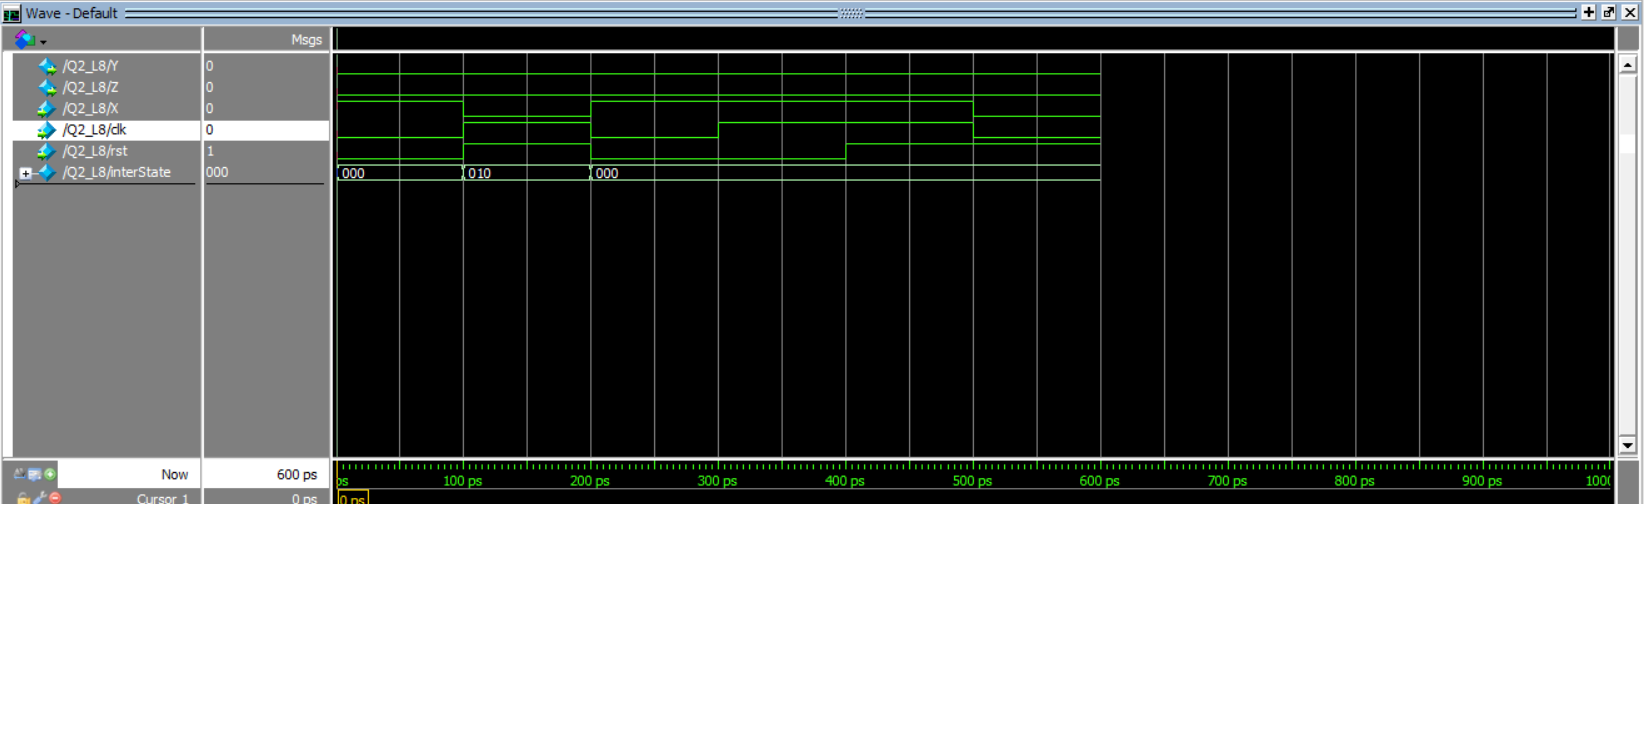 Wave - Default
Msgs
/Q2_L8/Y 0
/Q2_L8/Z 0
/Q2_L8/X 0
/Q2_L8/clk 0
/Q2_L8/rst 1
/Q2_L8/interState 000 000 010 000
Now 600 ps ps 100 ps 200 ps 300 ps 400 ps 500 ps 600 ps 700 ps 800 ps 900 ps 1000
Cursor 1 0 ps 0 ps